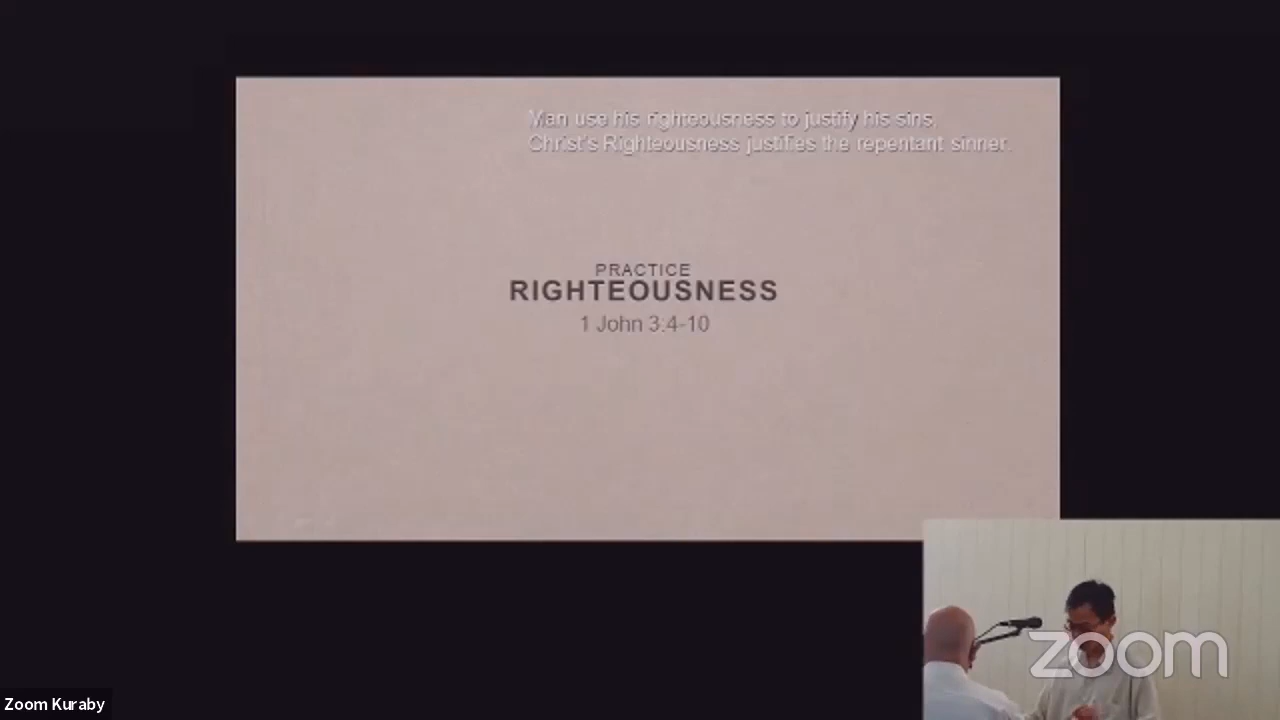 Man use his righteousness to justify his sins.
Christ's Righteousness justifies the repentant sinner.
PRACTICE
RIGHTEOUSNESS
1 John 3:4-10
zoom
Zoom Kuraby